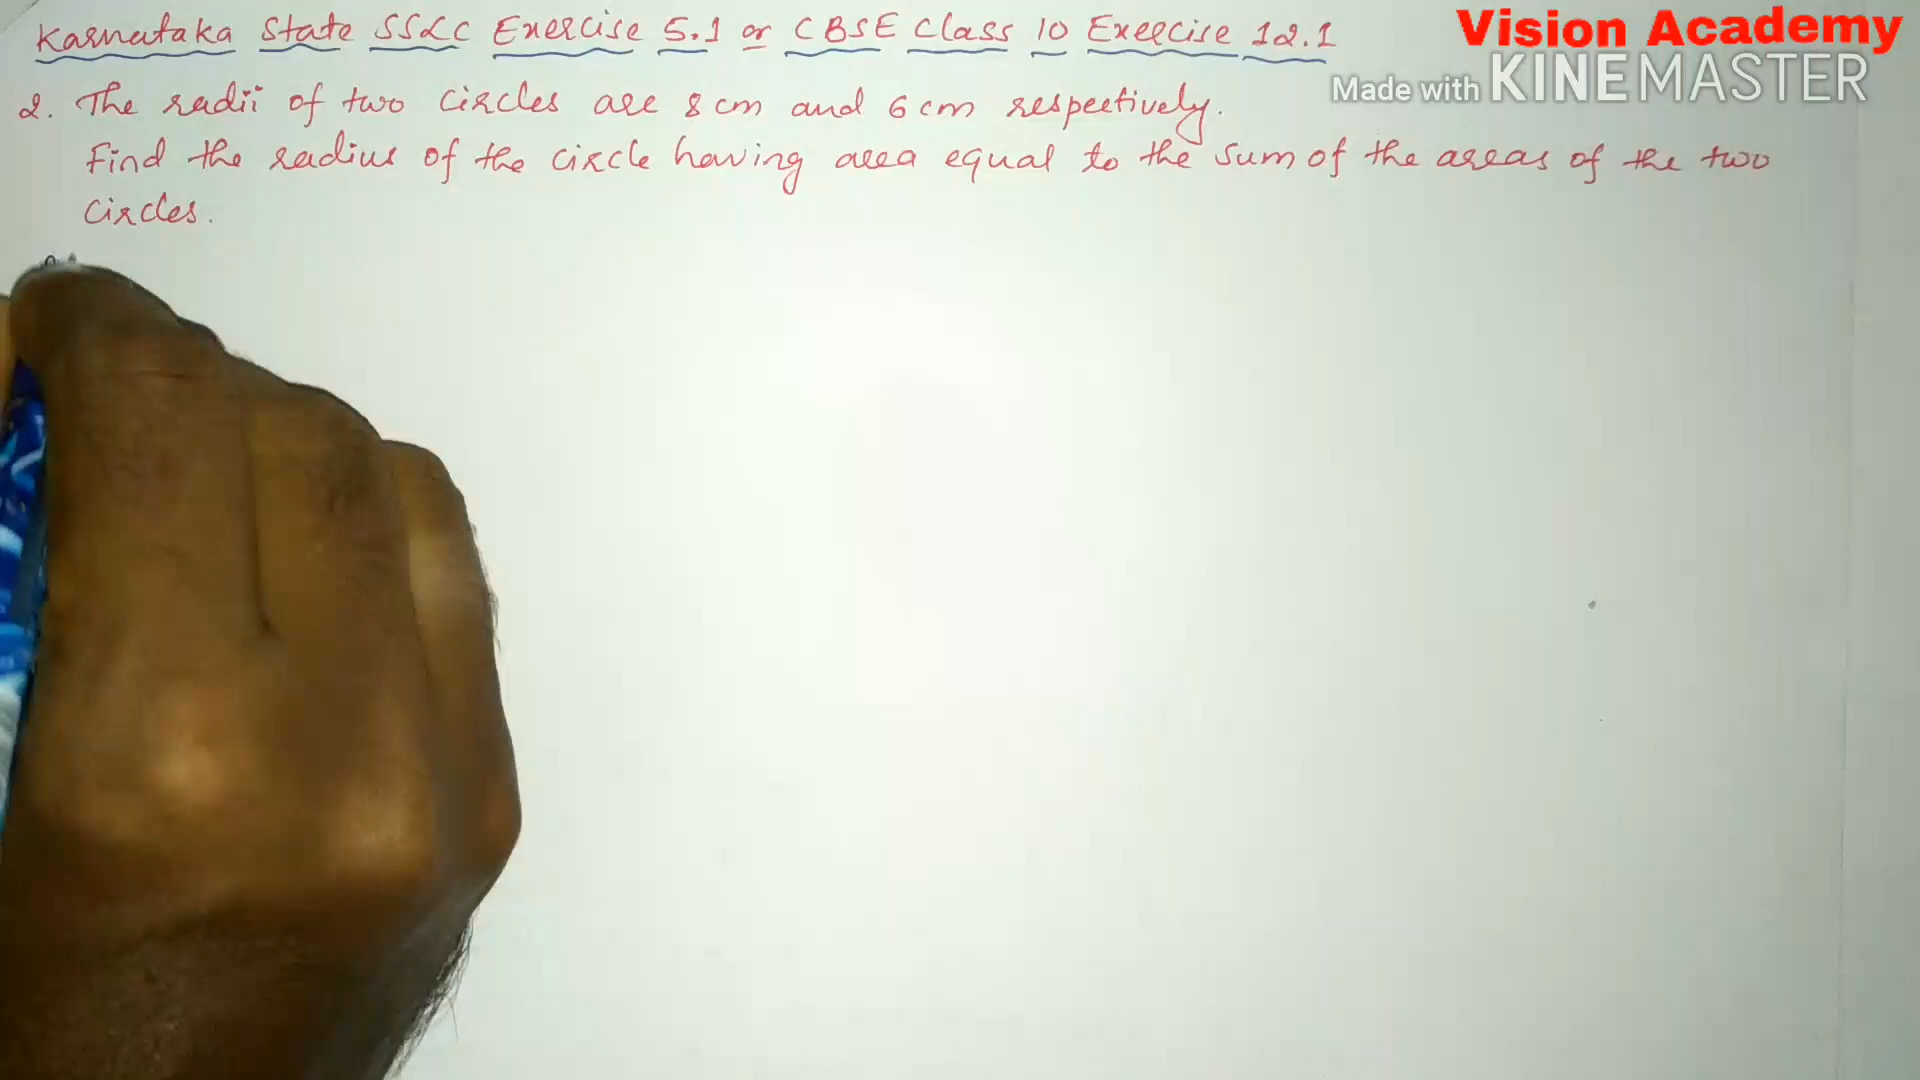 Karnataka State SSLC Exercise 5.1 or CBSE Class 10 Exercise 12.1
Vision Academy
Made with KINEMASTER
2. The radii of two circles are 8 cm and 6 cm respectively.
Find the radius of the circle having area equal to the sum of the areas of the two
circles.